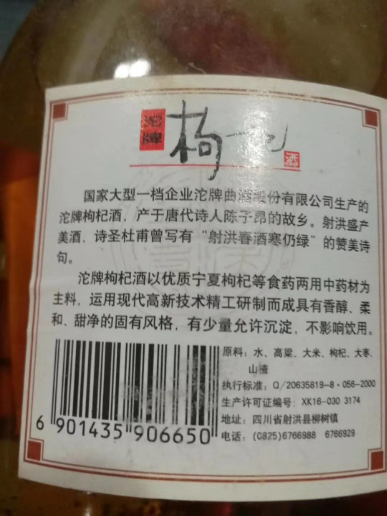 沱牌
枸杞
酒
国家大型一档企业沱牌曲酒股份有限公司生产的
沱牌枸杞酒，产于唐代诗人陈子昂的故乡。射洪盛产
美酒，诗圣杜甫曾写有“射洪春酒寒仍绿”的赞美诗
句。
沱牌枸杞酒以优质宁夏枸杞等食药两用中药材为
主料，运用现代高新技术精工研制而成具有香醇、柔
和、甜净的固有风格，有少量允许沉淀，不影响饮用。
原料：水、高粱、大米、枸杞、大枣、
山楂
执行标准：Q/20635819-8·056-2000
生产许可证编号：XK16-030 3174
地址：四川省射洪县柳树镇
电话：(0825)6766988 6766929
6 901435 906650